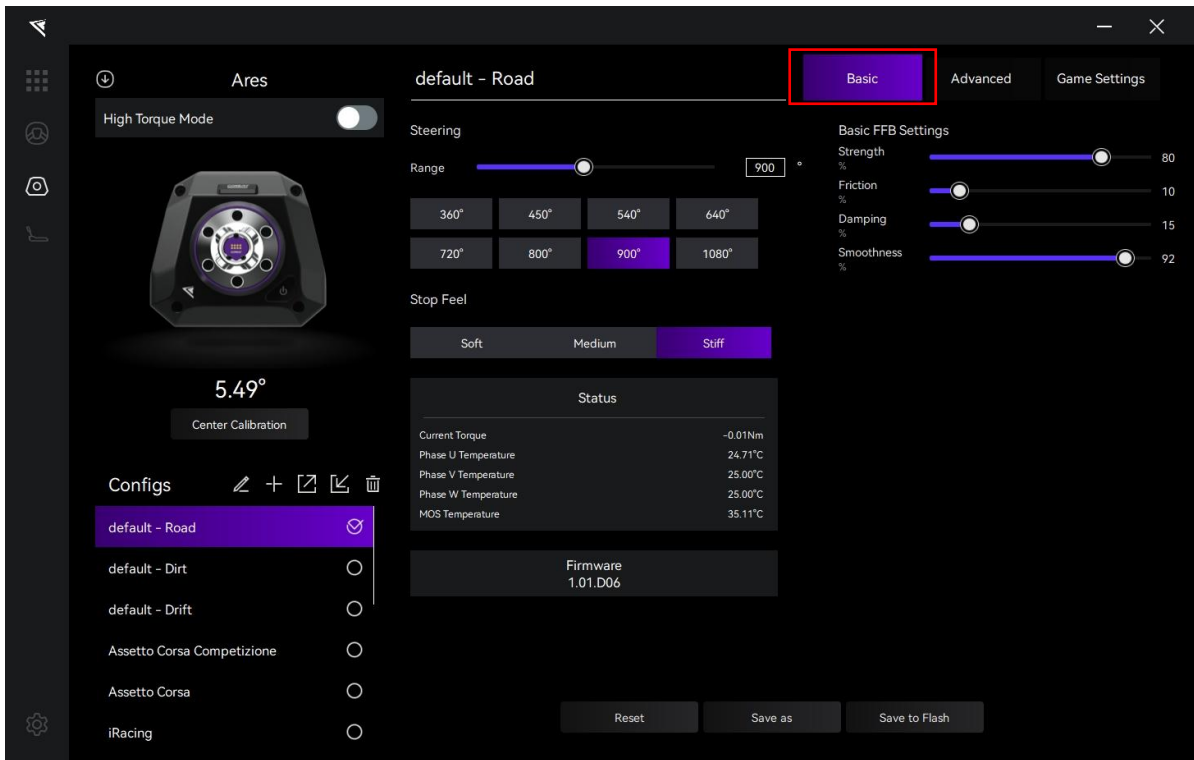 Ares
High Torque Mode
5.49°
Center Calibration
Configs
default - Road
default - Dirt
default - Drift
Assetto Corsa Competizione
Assetto Corsa
iRacing
default - Road
Steering
Range 900 °
360° 450° 540° 640°
720° 800° 900° 1080°
Stop Feel
Soft Medium Stiff
Status
Current Torque -0.01Nm
Phase U Temperature 24.71°C
Phase V Temperature 25.00°C
Phase W Temperature 25.00°C
MOS Temperature 35.11°C
Firmware
1.01.D06
Basic Advanced Game Settings
Basic FFB Settings
Strength 80
%
Friction 10
%
Damping 15
%
Smoothness 92
%
Reset Save as Save to Flash